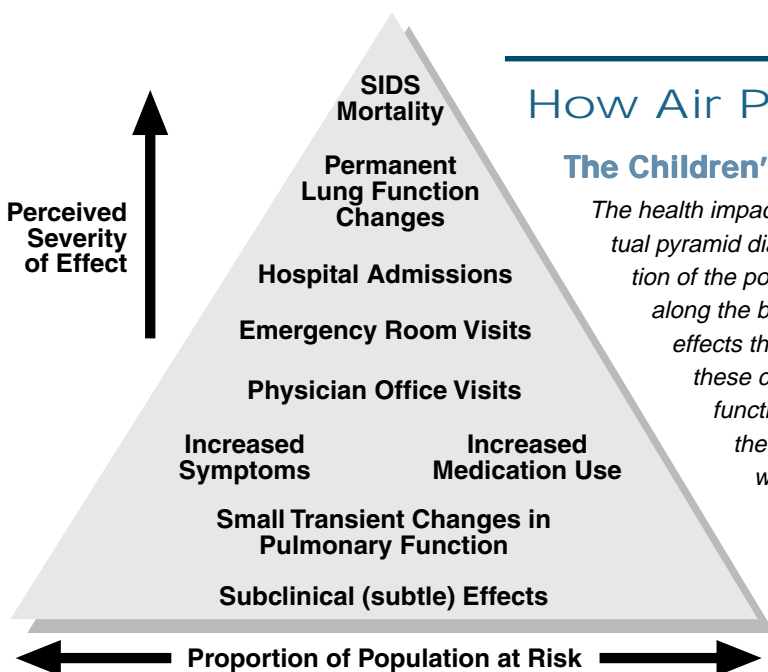 SIDS
Mortality
Permanent
Lung Function
Changes
Hospital Admissions
Emergency Room Visits
Physician Office Visits
Increased
Symptoms
Increased
Medication Use
Small Transient Changes in
Pulmonary Function
Subclinical (subtle) Effects
Perceived
Severity
of Effect
Proportion of Population at Risk
How Air P
The Children’
The health impac
tual pyramid dia
tion of the po
along the b
effects th
these c
functi
the
w